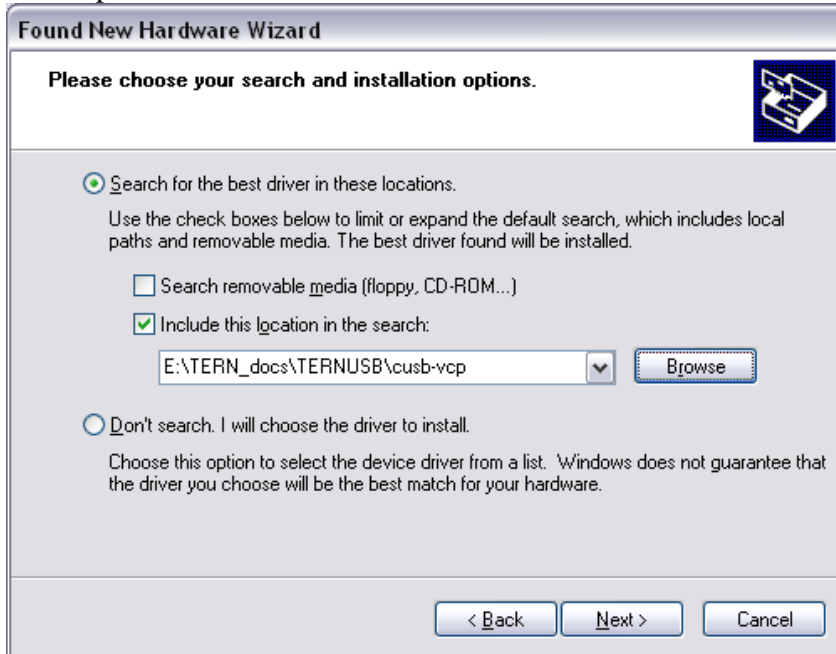 Found New Hardware Wizard
Please choose your search and installation options.
Search for the best driver in these locations.
Use the check boxes below to limit or expand the default search, which includes local
paths and removable media. The best driver found will be installed.
Search removable media (floppy, CD-ROM...)
Include this location in the search:
E:\TERN_docs\TERNUSB\cusb-vcp
Browse
Don't search. I will choose the driver to install.
Choose this option to select the device driver from a list. Windows does not guarantee that
the driver you choose will be the best match for your hardware.
< Back Next > Cancel